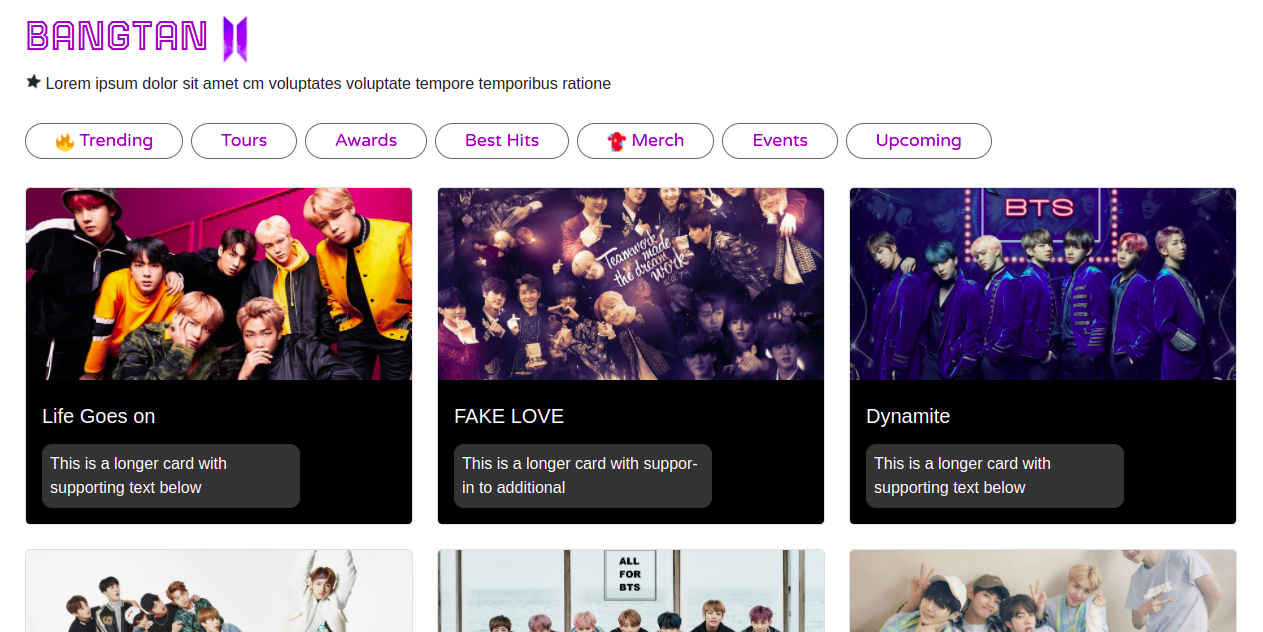 BANGTAN
Lorem ipsum dolor sit amet cm voluptates voluptate tempore temporibus ratione
Trending
Tours
Awards
Best Hits
Merch
Events
Upcoming
Teamwork
made
the dream
work
BTS
Life Goes on
FAKE LOVE
Dynamite
This is a longer card with
supporting text below
This is a longer card with suppor-
in to additional
This is a longer card with
supporting text below
ALL
FOR
BTS